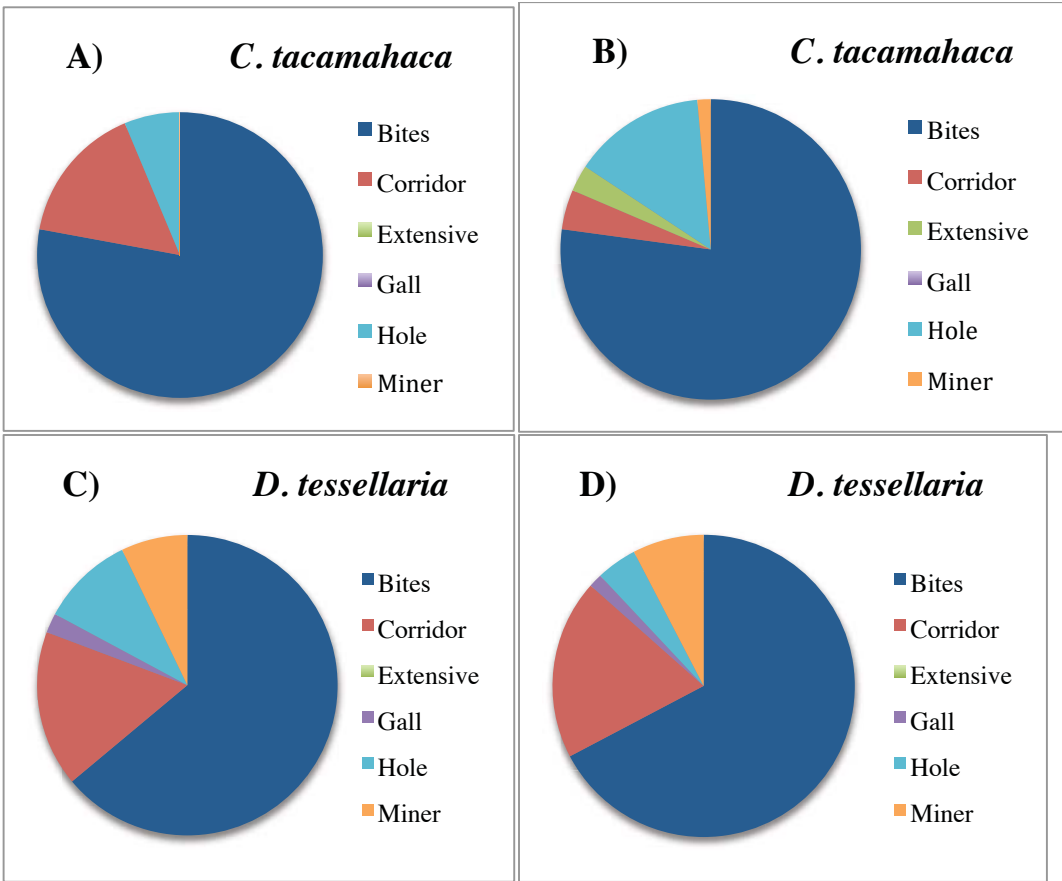 A) C. tacamahaca
Bites
Corridor
Extensive
Gall
Hole
Miner
B) C. tacamahaca
Bites
Corridor
Extensive
Gall
Hole
Miner
C) D. tessellaria
Bites
Corridor
Extensive
Gall
Hole
Miner
D) D. tessellaria
Bites
Corridor
Extensive
Gall
Hole
Miner